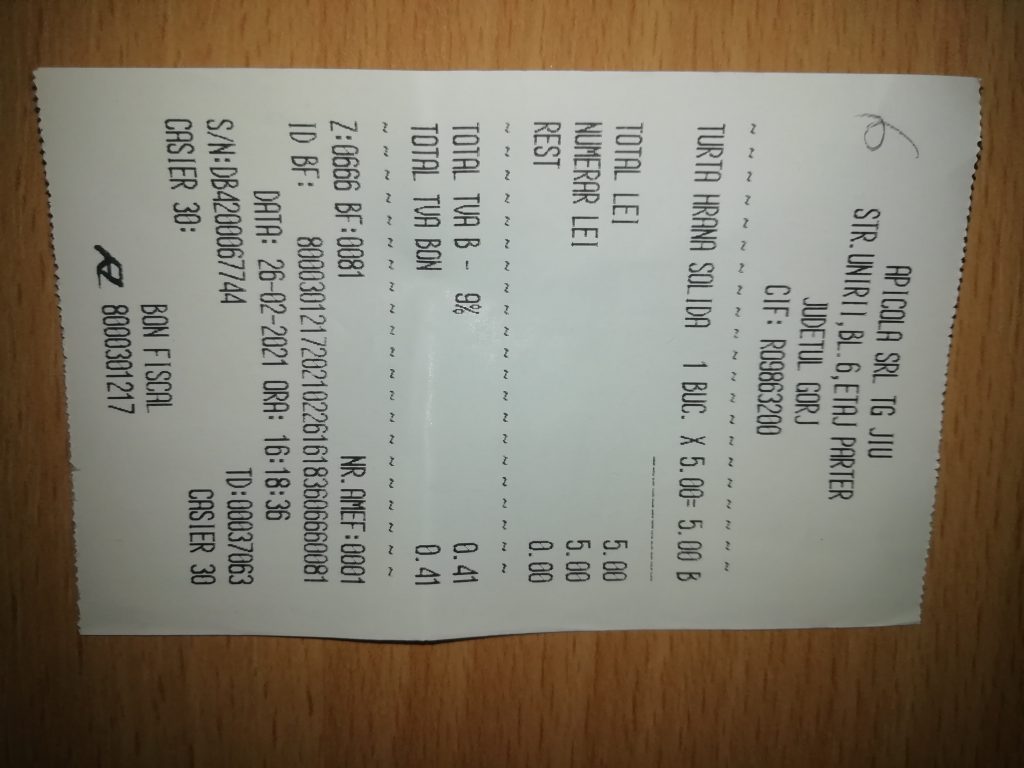 6
APICOLA SRL TG JIU
STR.UNIRII,BL.6,ETAJ PARTER
JUDETUL GORJ
CIF: RO9863200
~ ~ ~ ~ ~ ~ ~ ~ ~ ~ ~ ~ ~ ~ ~ ~ ~
TURTA HRANA SOLIDA 1 BUC. X 5.00= 5.00 B
--------------
TOTAL LEI 5.00
NUMERAR LEI 5.00
REST 0.00
~ ~ ~ ~ ~ ~ ~ ~ ~ ~ ~ ~ ~ ~ ~ ~ ~
TOTAL TVA B - 9% 0.41
TOTAL TVA BON 0.41
~ ~ ~ ~ ~ ~ ~ ~ ~ ~ ~ ~ ~ ~ ~ ~ ~
Z:0666 BF:0081 NR.AMEF:0001
ID BF: 80003012172021022616183606660081
DATA: 26-02-2021 ORA: 16:18:36
S/N:DB4200067744 TD:00037063
CASIER 30: CASIER 30
BON FISCAL
8000301217